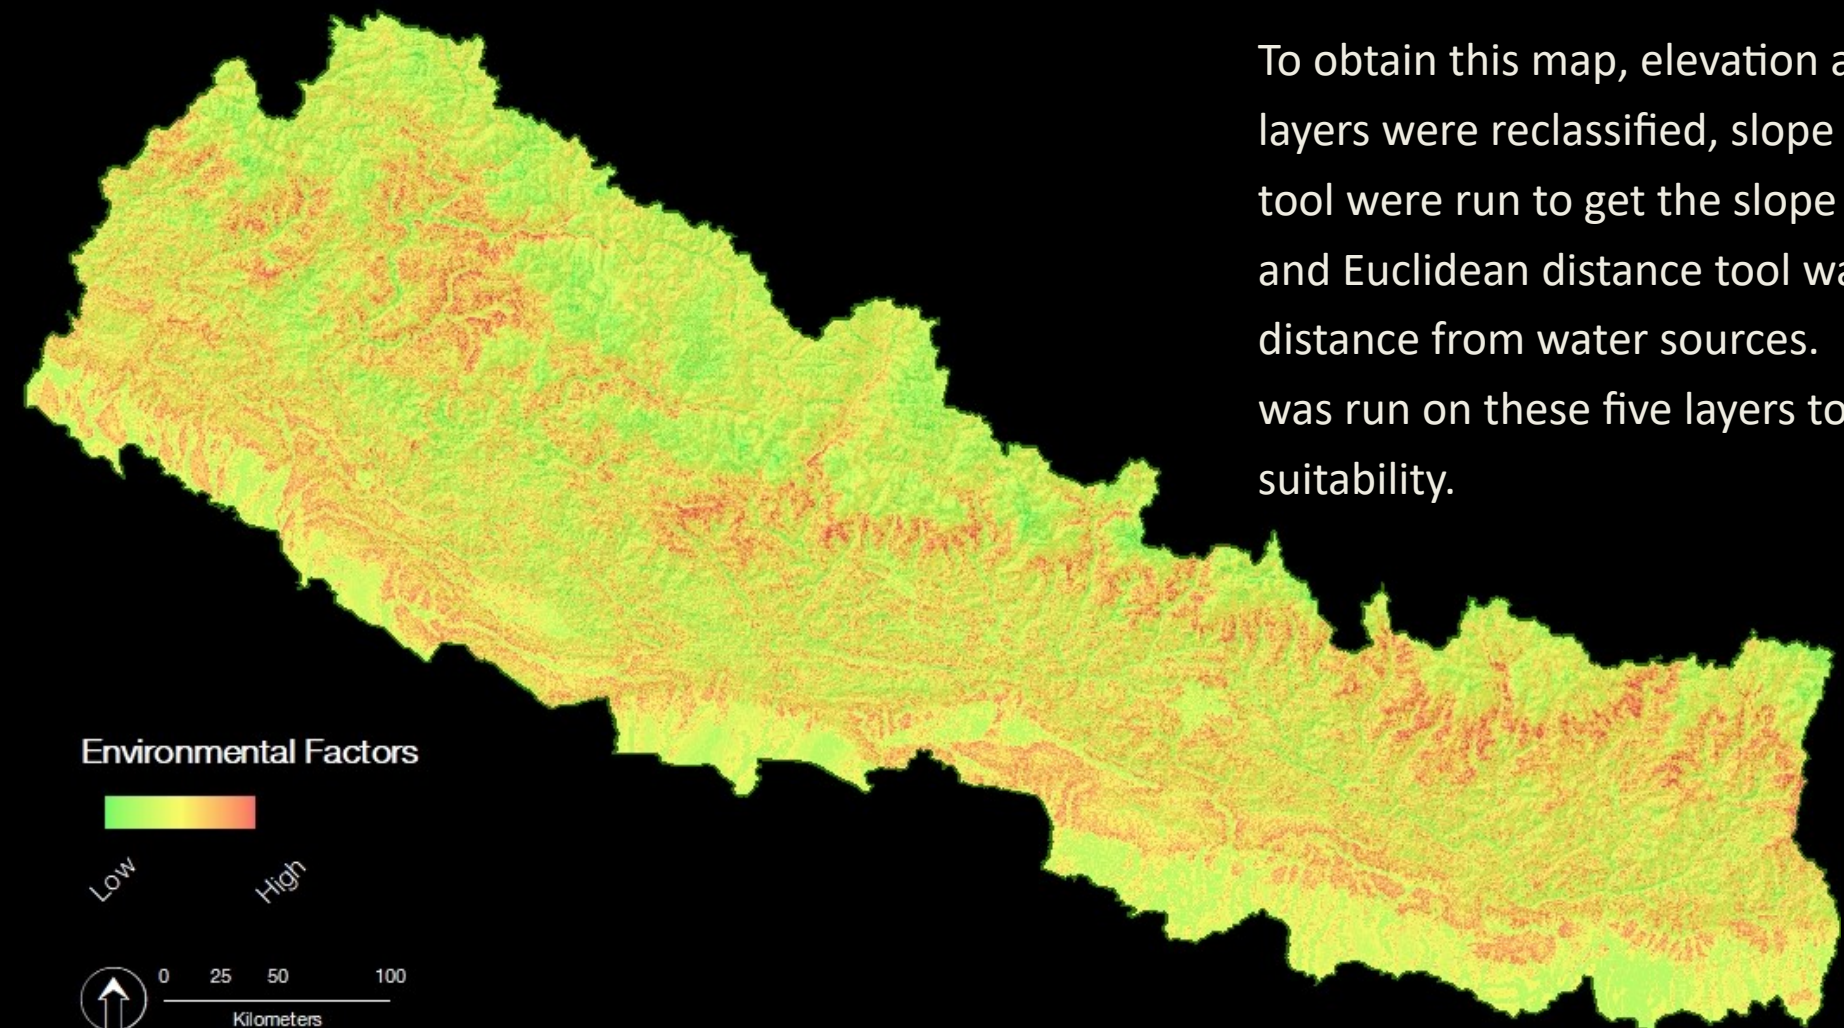 To obtain this map, elevation
layers were reclassified, slope
tool were run to get the slope
and Euclidean distance tool
distance from water sources.
was run on these five layers to
suitability.
Environmental Factors
Low
High
0 25 50 100
Kilometers